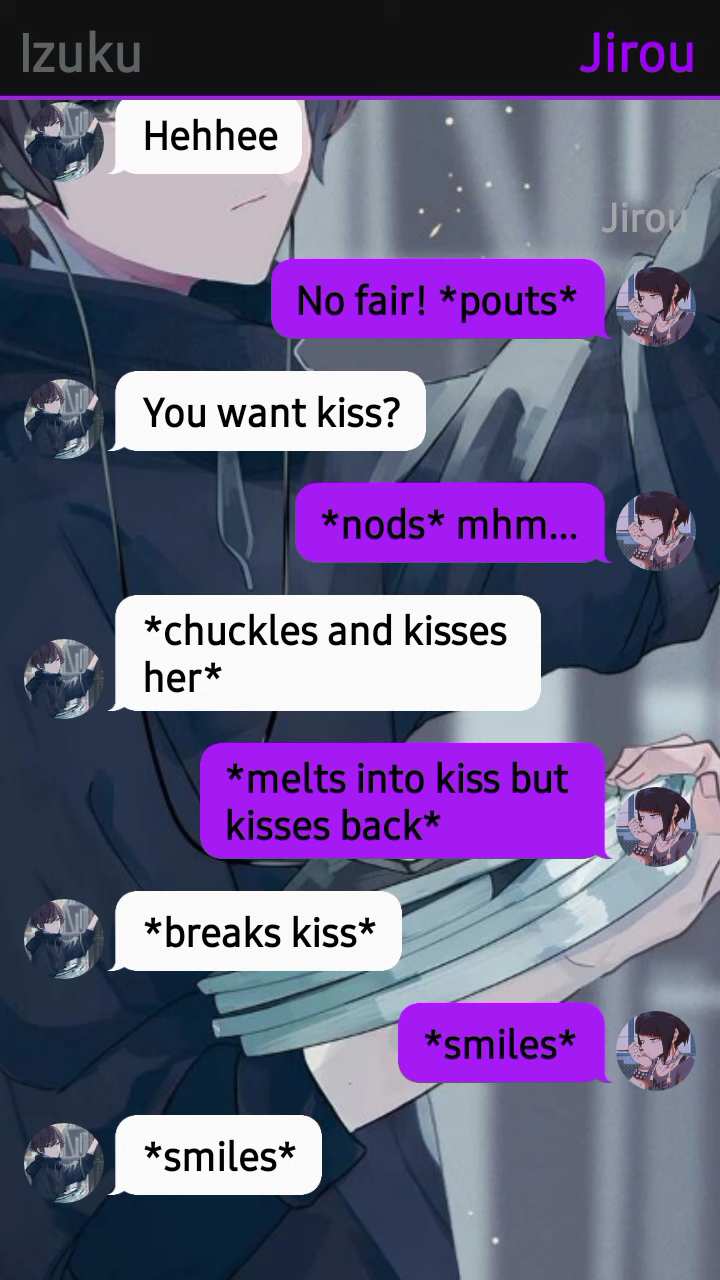 Izuku
Jirou
Hehhee
Jirou
No fair! *pouts*
You want kiss?
*nods* mhm...
*chuckles and kisses
her*
*melts into kiss but
kisses back*
*breaks kiss*
*smiles*
*smiles*